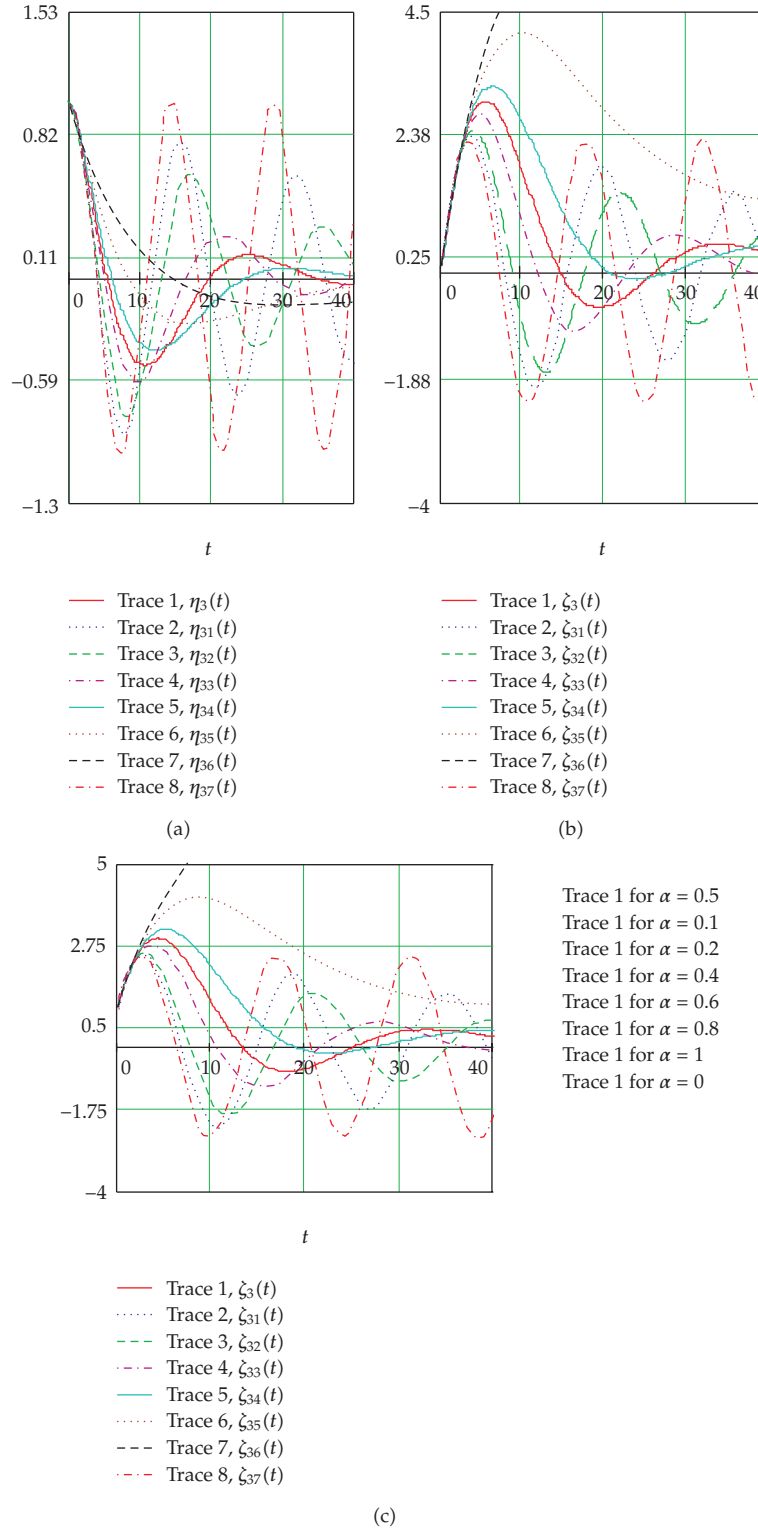 1.53
0.82
0.11
−0.59
−1.3
0
10
20
30
40
t
Trace 1, η₃(t)
Trace 2, η₃₁(t)
Trace 3, η₃₂(t)
Trace 4, η₃₃(t)
Trace 5, η₃₄(t)
Trace 6, η₃₅(t)
Trace 7, η₃₆(t)
Trace 8, η₃₇(t)
(a)
4.5
2.38
0.25
−1.88
−4
0
10
20
30
40
t
Trace 1, ζ₃(t)
Trace 2, ζ₃₁(t)
Trace 3, ζ₃₂(t)
Trace 4, ζ₃₃(t)
Trace 5, ζ₃₄(t)
Trace 6, ζ₃₅(t)
Trace 7, ζ₃₆(t)
Trace 8, ζ₃₇(t)
(b)
5
2.75
0.5
−1.75
−4
0
10
20
30
40
t
Trace 1 for α = 0.5
Trace 1 for α = 0.1
Trace 1 for α = 0.2
Trace 1 for α = 0.4
Trace 1 for α = 0.6
Trace 1 for α = 0.8
Trace 1 for α = 1
Trace 1 for α = 0
Trace 1, ζ₃(t)
Trace 2, ζ₃₁(t)
Trace 3, ζ₃₂(t)
Trace 4, ζ₃₃(t)
Trace 5, ζ₃₄(t)
Trace 6, ζ₃₅(t)
Trace 7, ζ₃₆(t)
Trace 8, ζ₃₇(t)
(c)